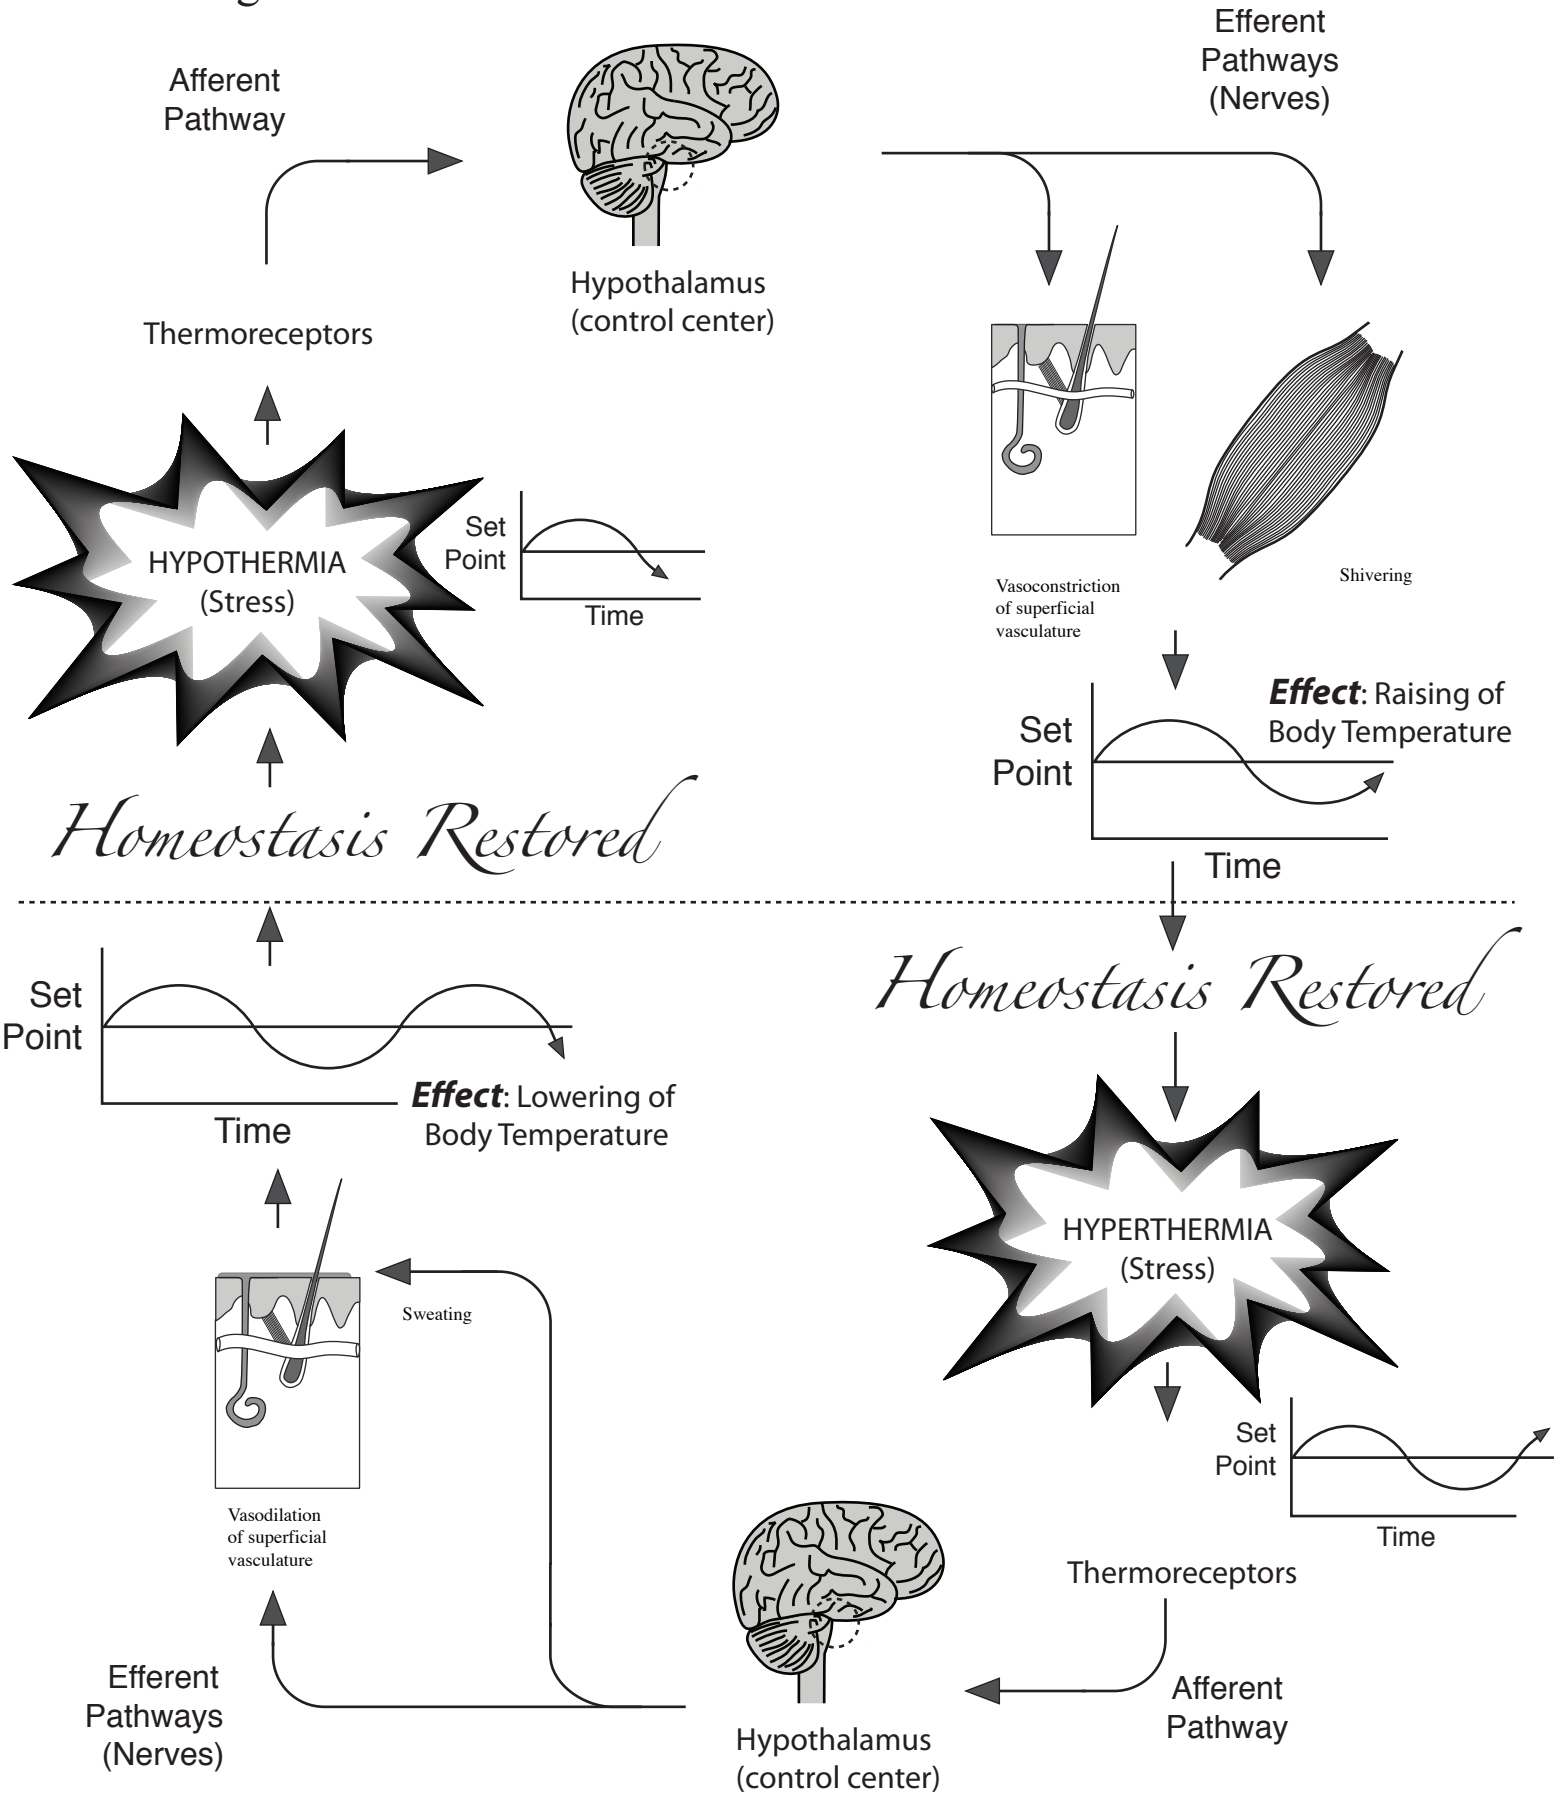 Efferent
Pathways
(Nerves)
Afferent
Pathway
Hypothalamus
(control center)
Thermoreceptors
HYPOTHERMIA
(Stress)
Set
Point
Time
Vasoconstriction
of superficial
vasculature
Shivering
Effect: Raising of
Body Temperature
Set
Point
Time
Homeostasis Restored
Homeostasis Restored
Set
Point
Time
Effect: Lowering of
Body Temperature
HYPERTHERMIA
(Stress)
Sweating
Set
Point
Time
Vasodilation
of superficial
vasculature
Thermoreceptors
Afferent
Pathway
Efferent
Pathways
(Nerves)
Hypothalamus
(control center)